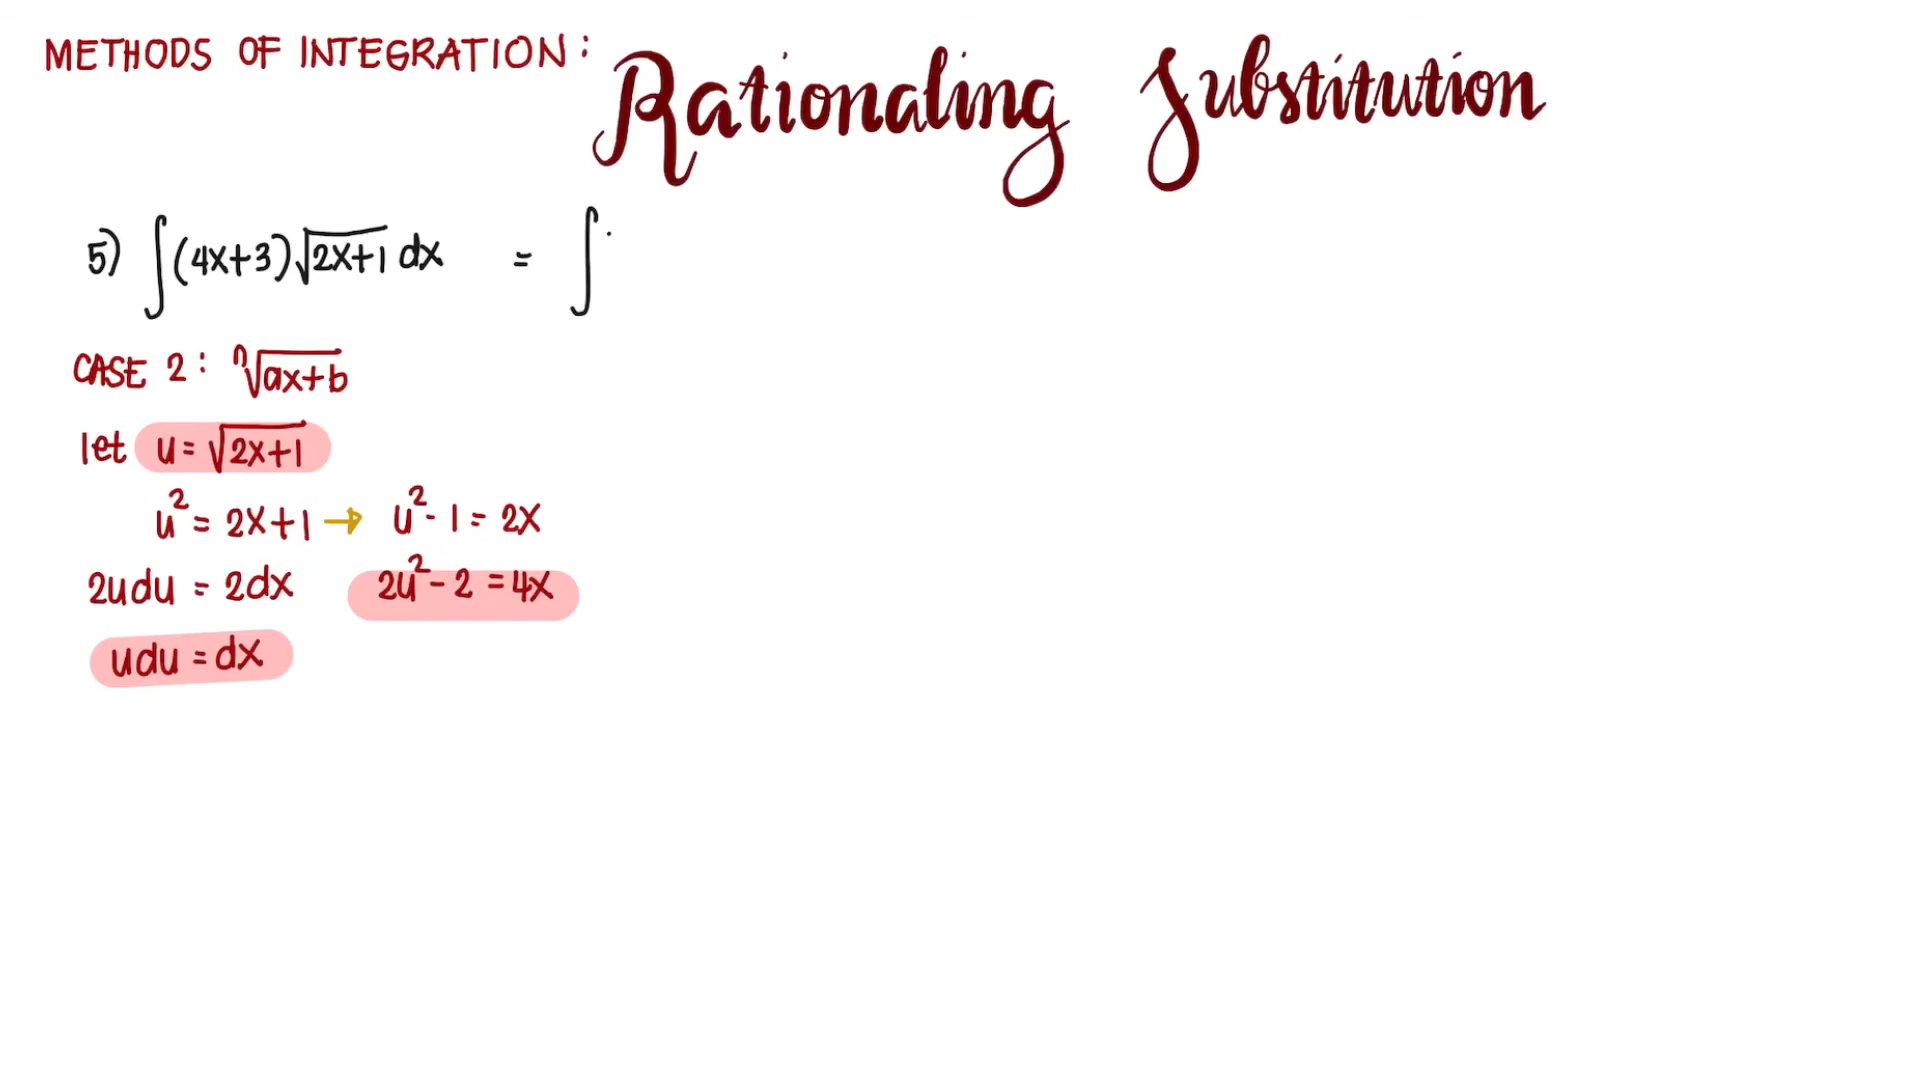 METHODS OF INTEGRATION: Rationaling Substitution
5) ∫(4x+3)√(2x+1) dx = ∫
CASE 2: ⁿ√(ax+b)
let u = √(2x+1)
u² = 2x+1 → u² - 1 = 2x
2udu = 2dx 2u² - 2 = 4x
udu = dx